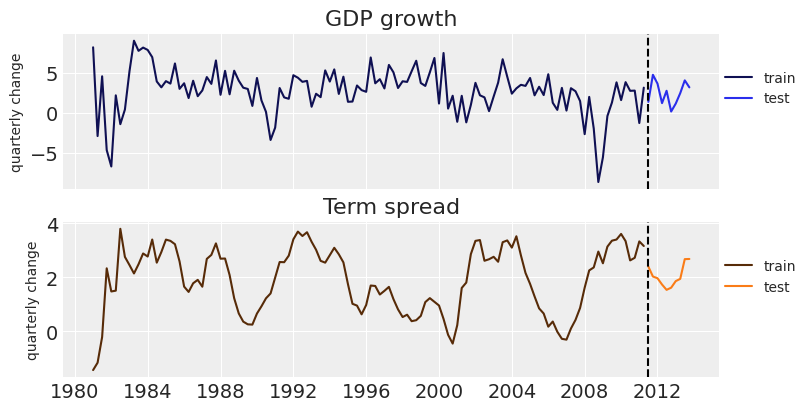 GDP growth
quarterly change
5
0
−5
train
test
Term spread
quarterly change
4
2
0
train
test
1980 1984 1988 1992 1996 2000 2004 2008 2012